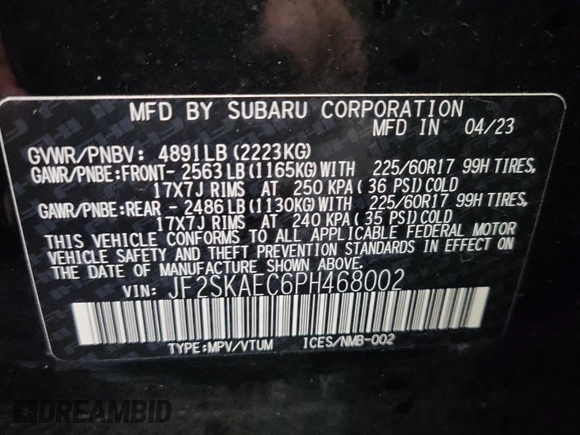 MFD BY SUBARU CORPORATION
MFD IN 04/23
GVWR/PNBV: 4891LB(2223KG)
GAWR/PNBE:FRONT- 2563LB(1165KG)WITH 225/60R17 99H TIRES,
17X7J RIMS AT 250 KPA(36 PSI)COLD
GAWR/PNBE:REAR - 2486LB(1130KG)WITH 225/60R17 99H TIRES,
17X7J RIMS AT 240 KPA(35 PSI)COLD
THIS VEHICLE CONFORMS TO ALL APPLICABLE FEDERAL MOTOR
VEHICLE SAFETY AND THEFT PREVENTION STANDARDS IN EFFECT ON
THE DATE OF MANUFACTURE SHOWN ABOVE.
VIN: JF2SKAEC6PH468002
TYPE:MPV/VTUM ICES/NMB-002
DREAMBID